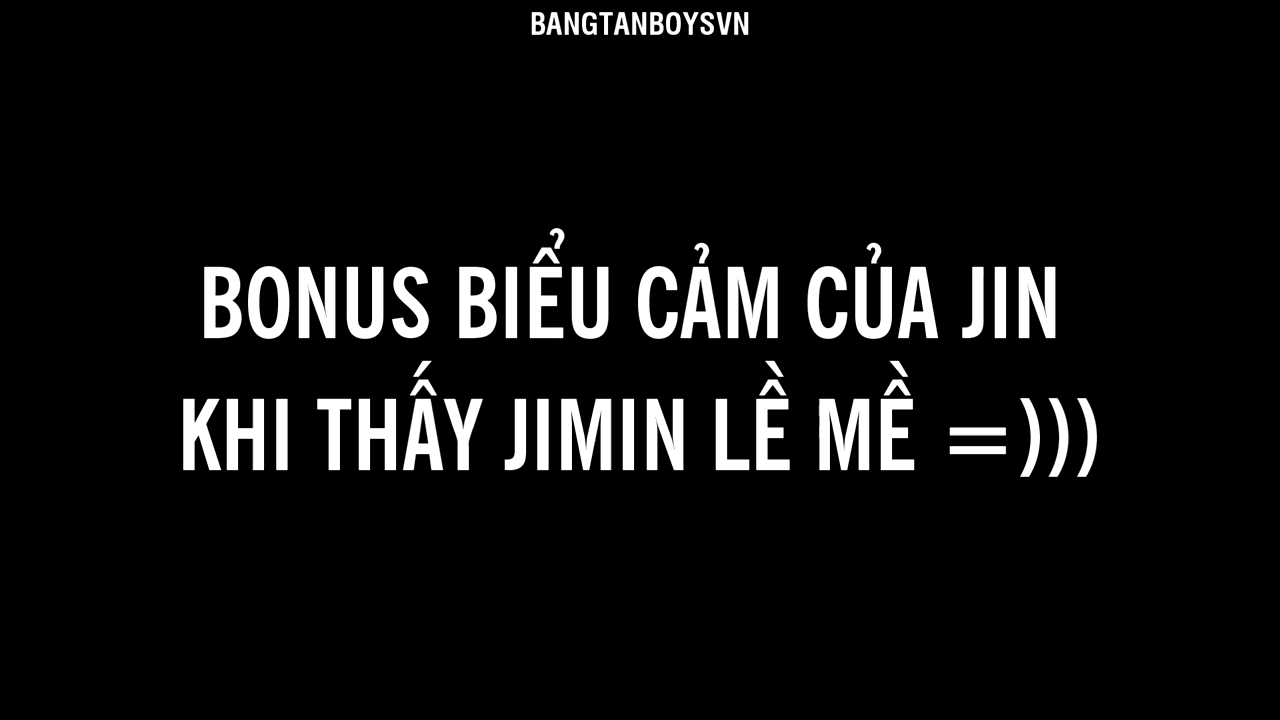 BANGTANBOYSVN
BONUS BIỂU CẢM CỦA JIN
KHI THẤY JIMIN LỀ MỀ =)))